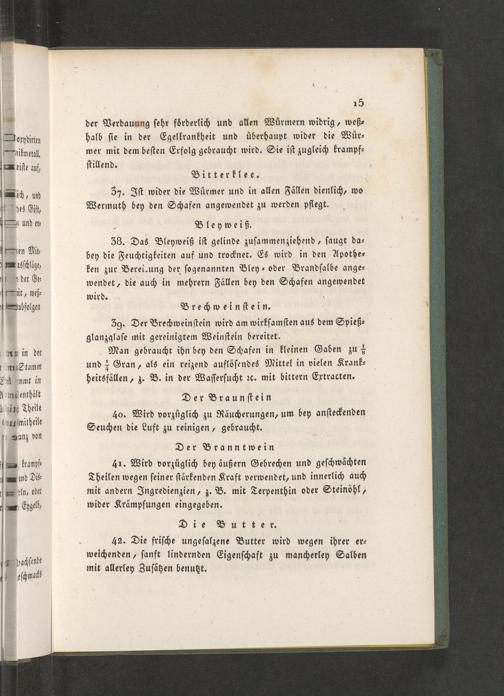 15
der Verdauung sehr förderlich und allen Würmern widrig, weß-
halb sie in der Egelkrankheit und überhaupt wider die Wür-
mer mit dem besten Erfolg gebraucht wird. Sie ist zugleich krampf-
stillend.
Bitterklee.
37. Ist wider die Würmer und in allen Fällen dienlich, wo
Wermuth bey den Schafen angewendet zu werden pflegt.
Bleyweiß.
38. Das Bleyweiß ist gelinde zusammenziehend, saugt da-
bey die Feuchtigkeiten auf und trocknet. Es wird in den Apothe-
ken zur Berei.ung der sogenannten Bley- oder Brandsalbe ange-
wendet, die auch in mehrern Fällen bey den Schafen angewendet
wird.
Brechweinstein.
39. Der Brechweinstein wird am wirksamsten aus dem Spieß-
glanzglase mit gereinigtem Weinstein bereitet.
Man gebraucht ihn bey den Schafen in kleinen Gaben zu
und Gran, als ein reizend auflösendes Mittel in vielen Krank-
heitsfällen, z. B. in der Wassersucht ꝛc. mit bittern Extracten.
Der Braunstein
40. Wird vorzüglich zu Räucherungen, um bey ansteckenden
Seuchen die Luft zu reinigen, gebraucht.
Der Branntwein
41. Wird vorzüglich bey äußern Gebrechen und geschwächten
Theilen wegen seiner stärkenden Kraft verwendet, und innerlich auch
mit andern Ingredienzien, z. B. mit Terpenthin oder Steinöhl,
wider Krämpfungen eingegeben.
Die Butter.
42. Die frische ungesalzene Butter wird wegen ihrer er-
weichenden, sanft lindernden Eigenschaft zu mancherley Salben
mit allerley Zusätzen benutzt.